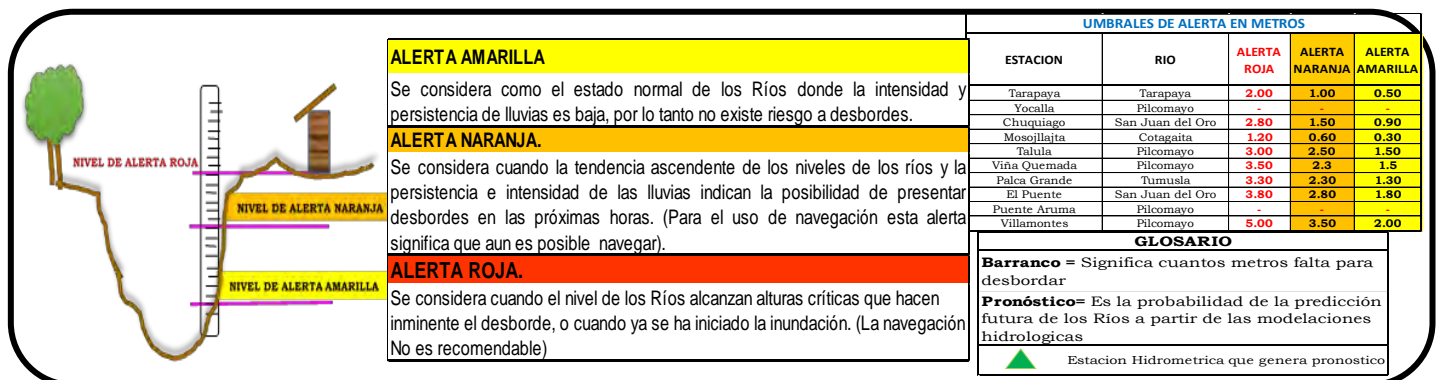 NIVEL DE ALERTA ROJA
NIVEL DE ALERTA NARANJA
NIVEL DE ALERTA AMARILLA
ALERTA AMARILLA
Se considera como el estado normal de los Ríos donde la intensidad y
persistencia de lluvias es baja, por lo tanto no existe riesgo a desbordes.
ALERTA NARANJA.
Se considera cuando la tendencia ascendente de los niveles de los ríos y la
persistencia e intensidad de las lluvias indican la posibilidad de presentar
desbordes en las próximas horas. (Para el uso de navegación esta alerta
significa que aun es posible navegar).
ALERTA ROJA.
Se considera cuando el nivel de los Ríos alcanzan alturas críticas que hacen
inminente el desborde, o cuando ya se ha iniciado la inundación. (La navegación
No es recomendable)
UMBRALES DE ALERTA EN METROS
ESTACION RIO ALERTA ROJA ALERTA NARANJA ALERTA AMARILLA
Tarapaya Tarapaya 2.00 1.00 0.50
Yocalla Pilcomayo - - -
Chuquiago San Juan del Oro 2.80 1.50 0.90
Mosojllajta Cotagaita 1.20 0.60 0.30
Talula Pilcomayo 3.00 2.50 1.50
Viña Quemada Pilcomayo 3.50 2.3 1.5
Palca Grande Tumusla 3.30 2.30 1.30
El Puente San Juan del Oro 3.80 2.80 1.80
Puente Aruma Pilcomayo - - -
Villamontes Pilcomayo 5.00 3.50 2.00
GLOSARIO
Barranco = Significa cuantos metros falta para
desbordar
Pronóstico= Es la probabilidad de la predicción
futura de los Ríos a partir de las modelaciones
hidrologicas
Estacion Hidrometrica que genera pronostico